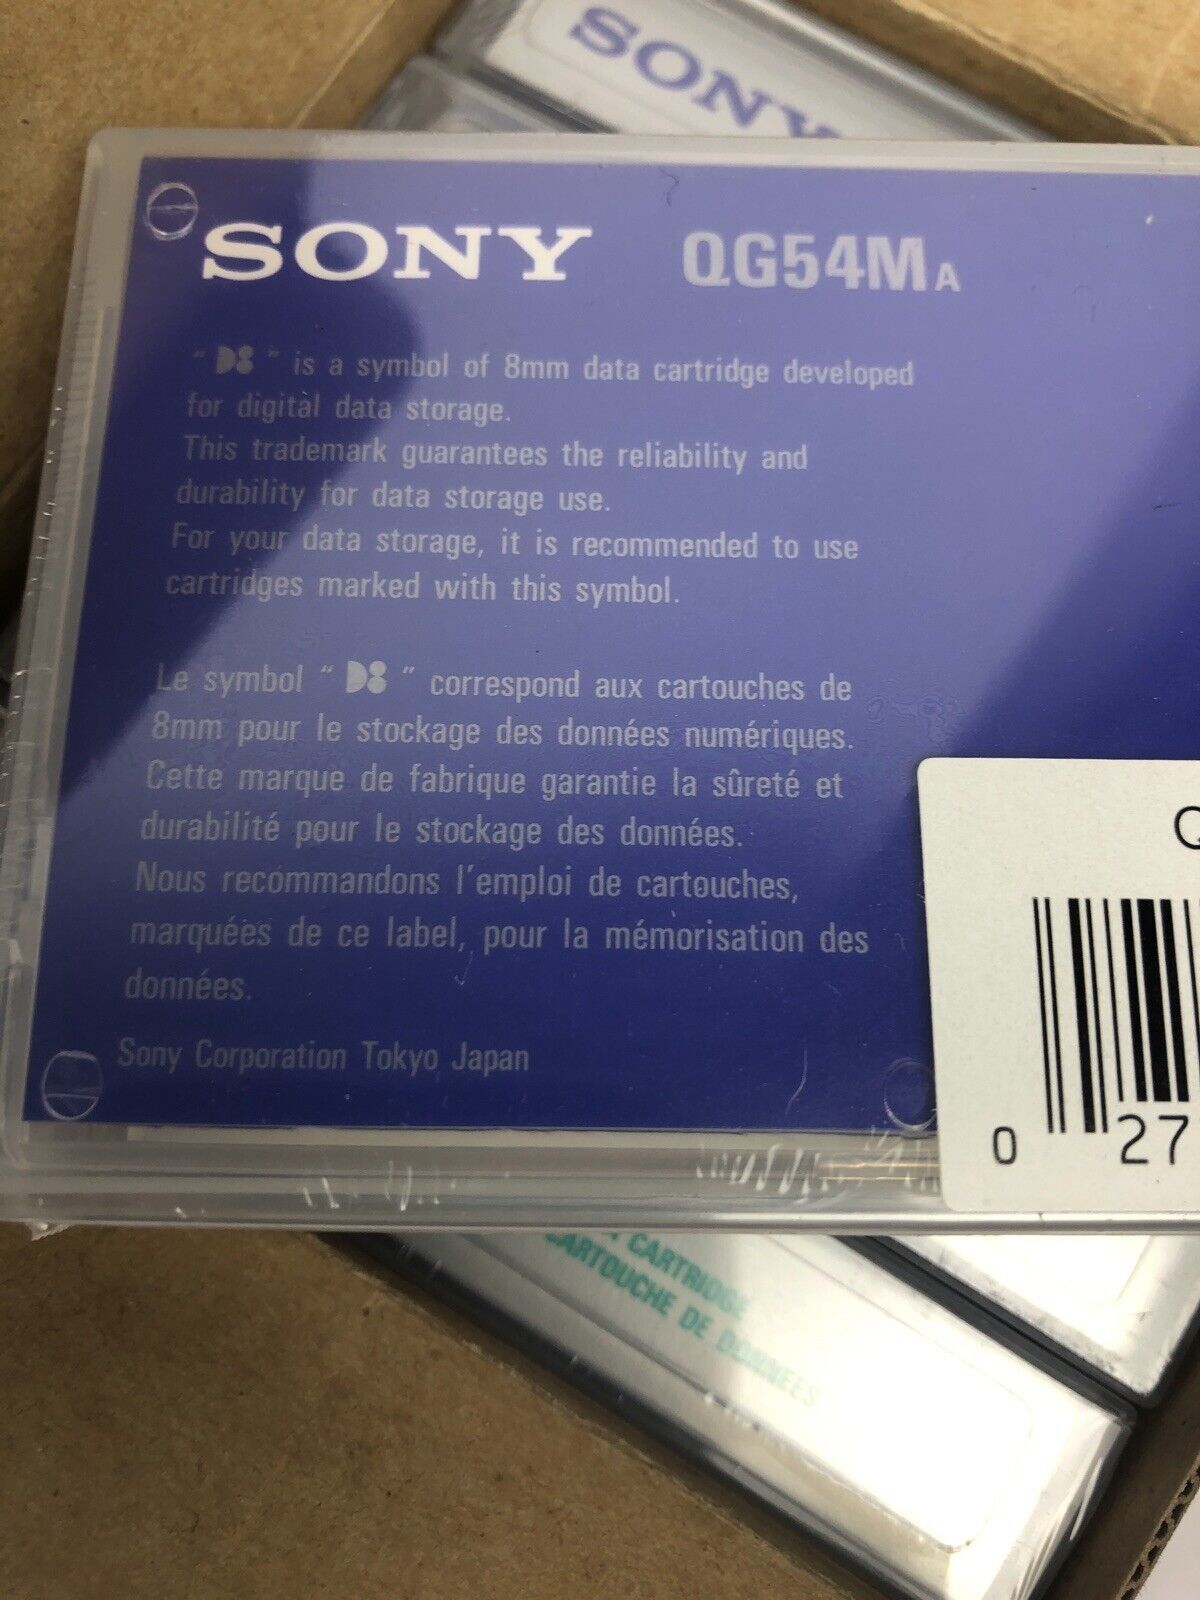 SONY
SONY QG54MA
“ D8 ” is a symbol of 8mm data cartridge developed
for digital data storage.
This trademark guarantees the reliability and
durability for data storage use.
For your data storage, it is recommended to use
cartridges marked with this symbol.
Le symbol “ D8 ” correspond aux cartouches de
8mm pour le stockage des données numériques.
Cette marque de fabrique garantie la sûreté et
durabilité pour le stockage des données.
Nous recommandons l'emploi de cartouches,
marquées de ce label, pour la mémorisation des
données.
Sony Corporation Tokyo Japan
Q
0 27
CARTRIDGE
CARTOUCHE DE DONNÉES